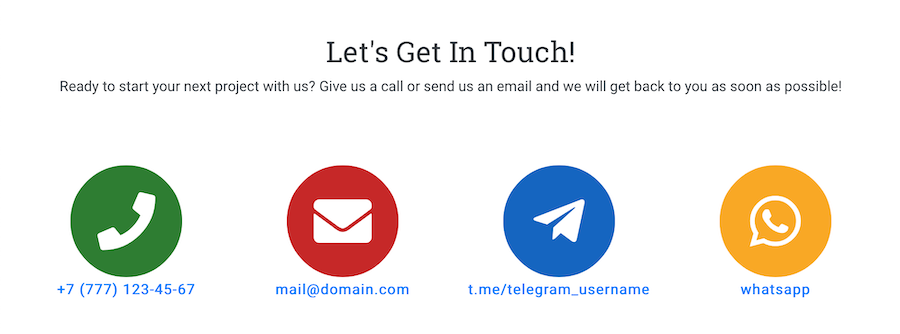 Let's Get In Touch!
Ready to start your next project with us? Give us a call or send us an email and we will get back to you as soon as possible!
+7 (777) 123-45-67
mail@domain.com
t.me/telegram_username
whatsapp